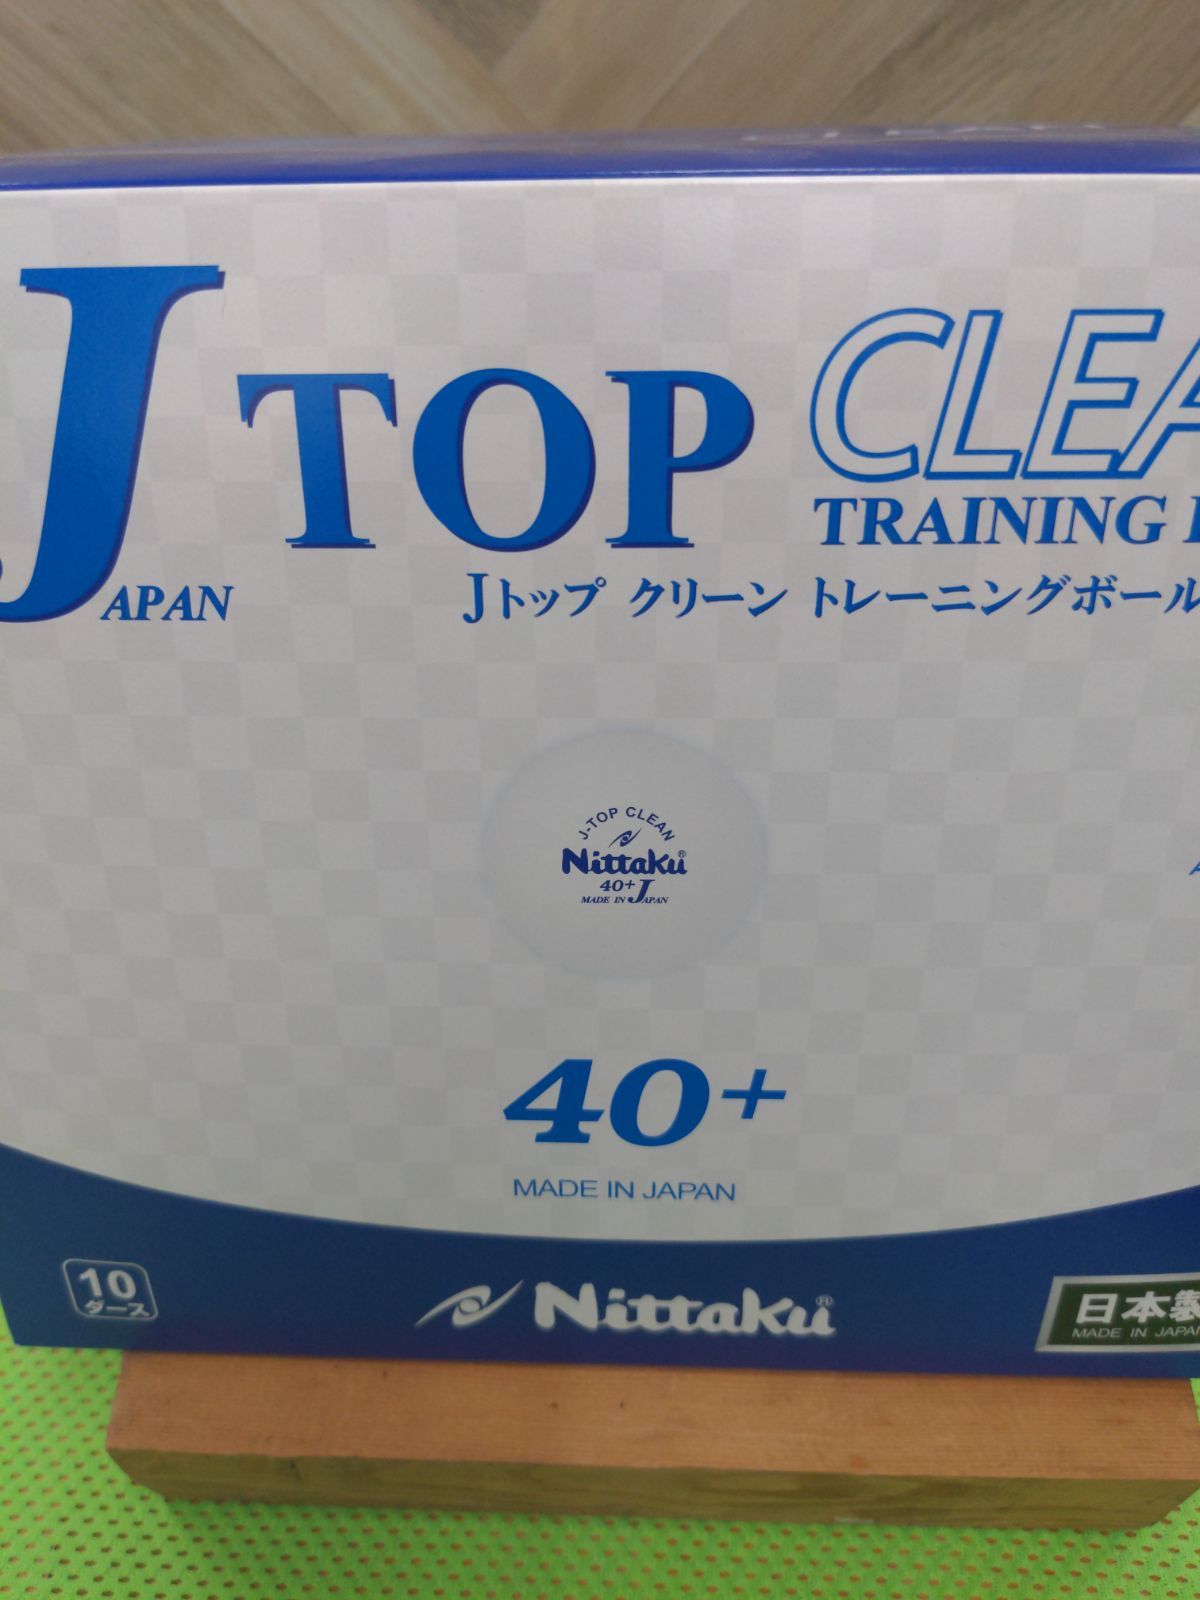 JAPAN TOP CLEA
TRAINING
Jトップ クリーン トレーニングボール
J-TOP CLEAN
Nittaku®
40+
MADE IN JAPAN
40+
MADE IN JAPAN
10
ダース
Nittaku®
日本製
MADE IN JAPAN